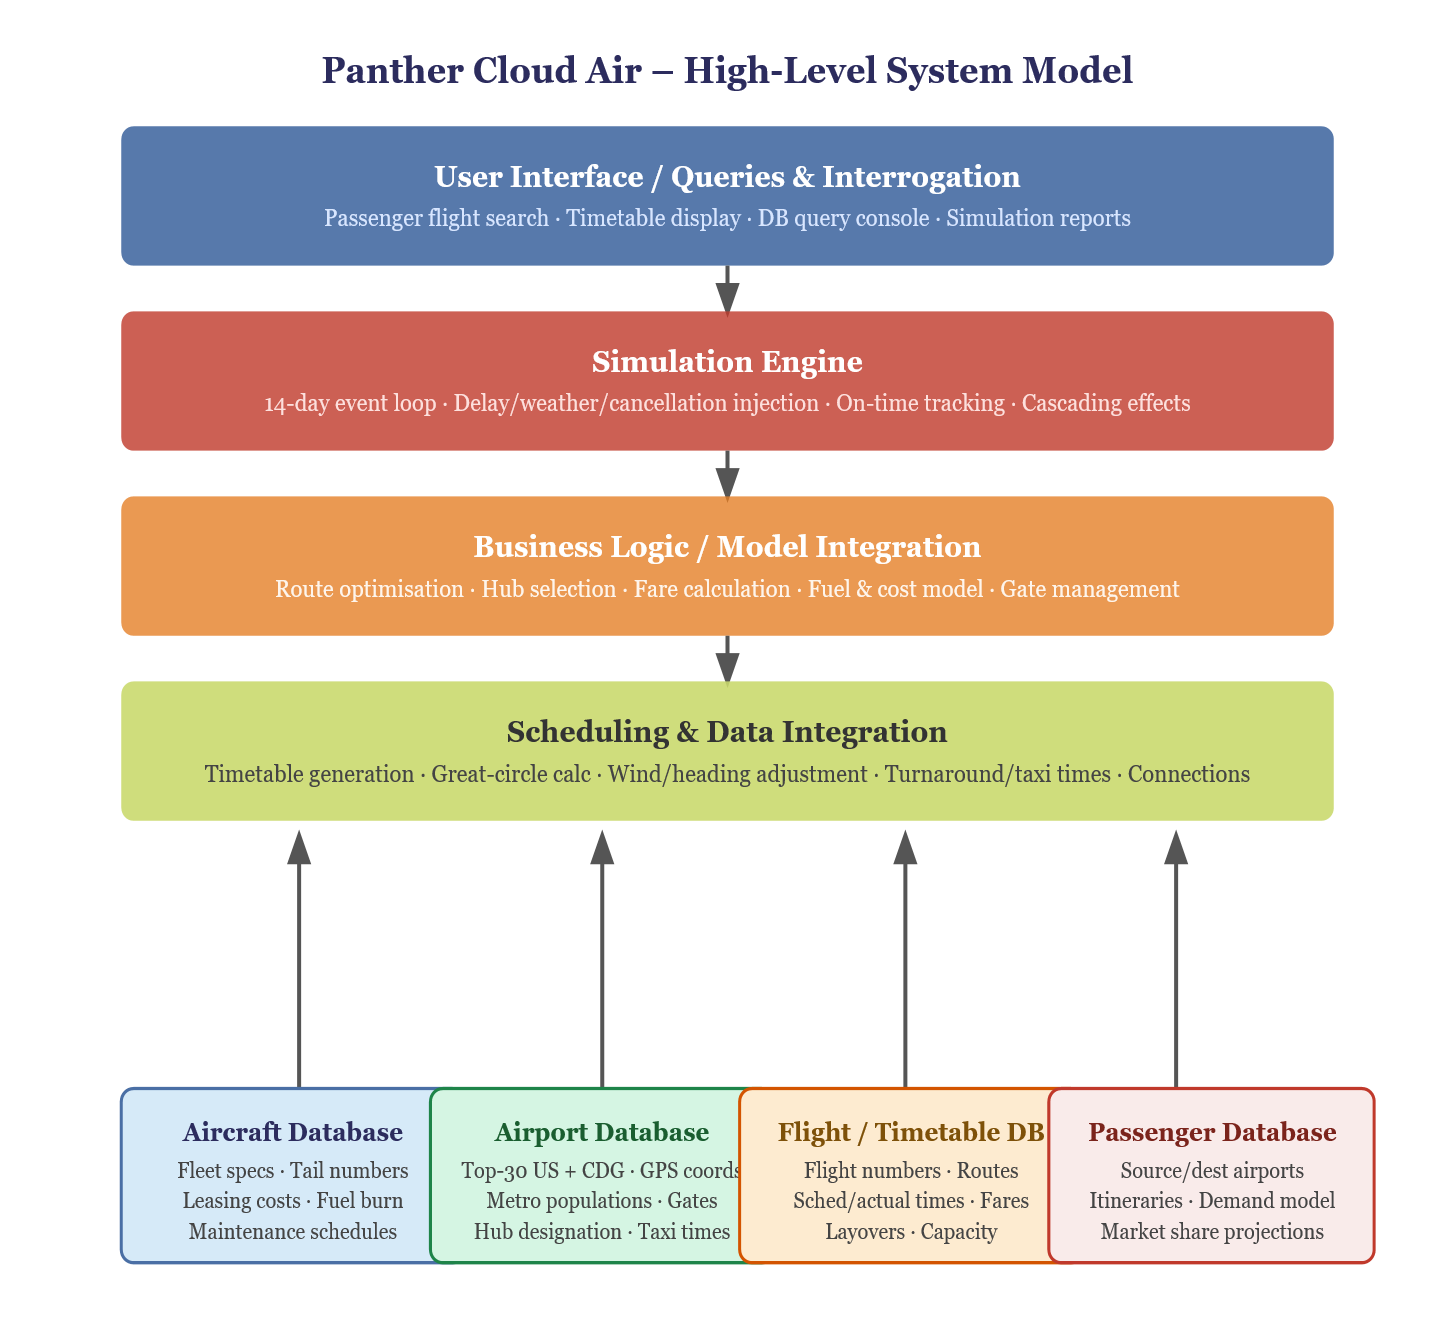 Panther Cloud Air – High-Level System Model
User Interface / Queries & Interrogation
Passenger flight search · Timetable display · DB query console · Simulation reports
Simulation Engine
14-day event loop · Delay/weather/cancellation injection · On-time tracking · Cascading effects
Business Logic / Model Integration
Route optimisation · Hub selection · Fare calculation · Fuel & cost model · Gate management
Scheduling & Data Integration
Timetable generation · Great-circle calc · Wind/heading adjustment · Turnaround/taxi times · Connections
Aircraft Database
Fleet specs · Tail numbers
Leasing costs · Fuel burn
Maintenance schedules
Airport Database
Top-30 US + CDG · GPS coords
Metro populations · Gates
Hub designation · Taxi times
Flight / Timetable DB
Flight numbers · Routes
Sched/actual times · Fares
Layovers · Capacity
Passenger Database
Source/dest airports
Itineraries · Demand model
Market share projections